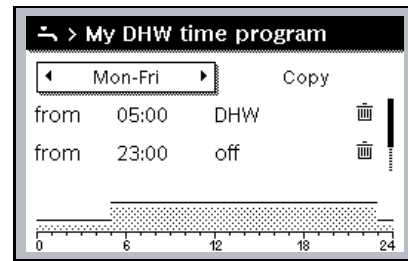 > My DHW time program
Mon-Fri Copy
from 05:00 DHW
from 23:00 off
0 6 12 18 24